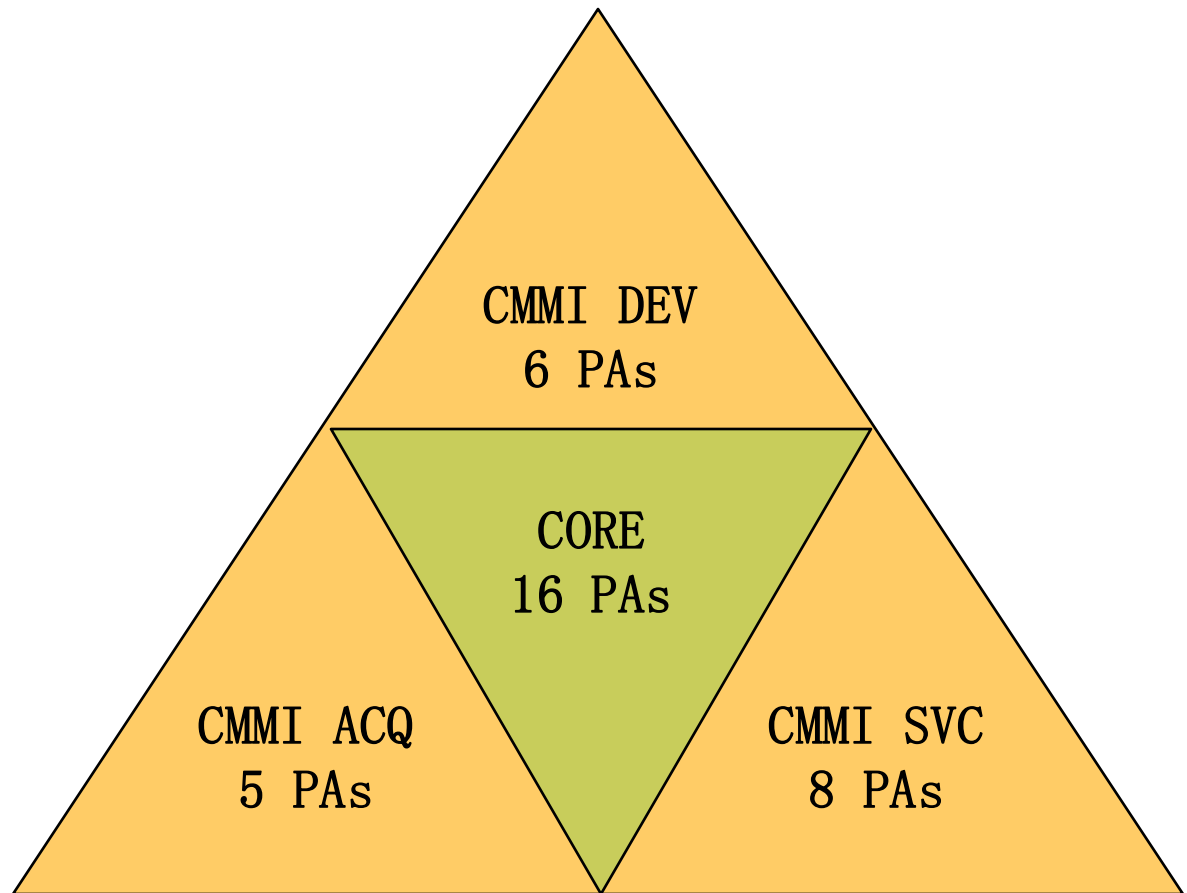 CMMI DEV
6 PAs
CORE
16 PAs
CMMI ACQ
5 PAs
CMMI SVC
8 PAs